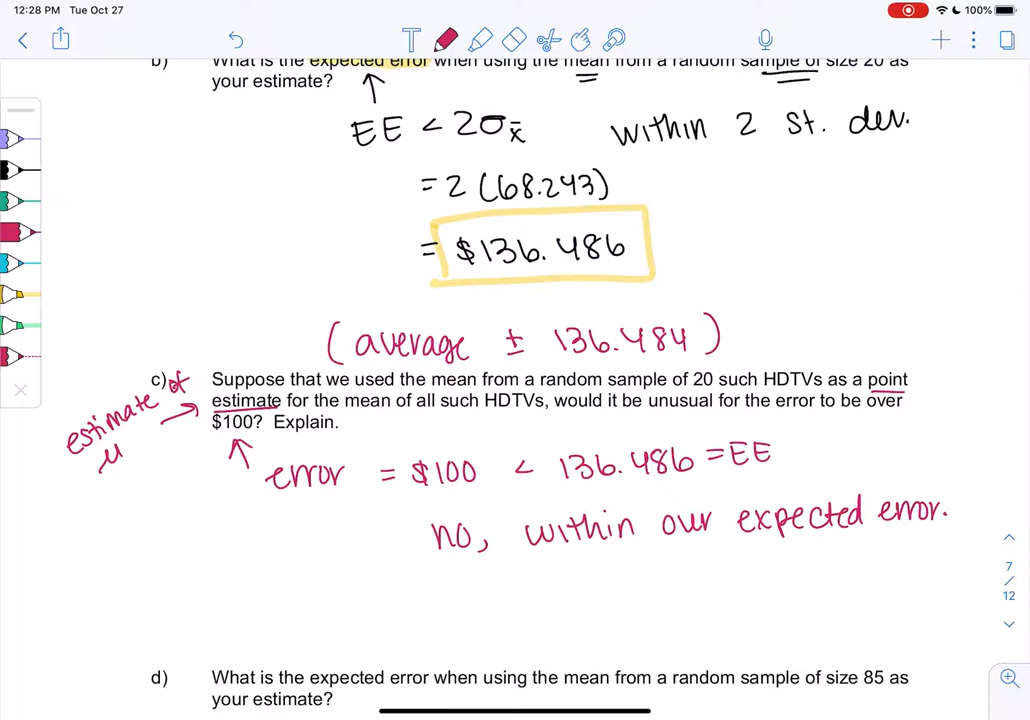 12:28 PM Tue Oct 27
100%
b) What is the expected error when using the mean from a random sample of size 20 as
your estimate?
EE < 2σx̄ within 2 St. dev.
= 2 (68.243)
= $136.486
(average ± 136.484)
c) Suppose that we used the mean from a random sample of 20 such HDTVs as a point
estimate for the mean of all such HDTVs, would it be unusual for the error to be over
$100? Explain.
estimate of
μ
error = $100 < 136.486 = EE
no, within our expected error.
7
/
12
d) What is the expected error when using the mean from a random sample of size 85 as
your estimate?